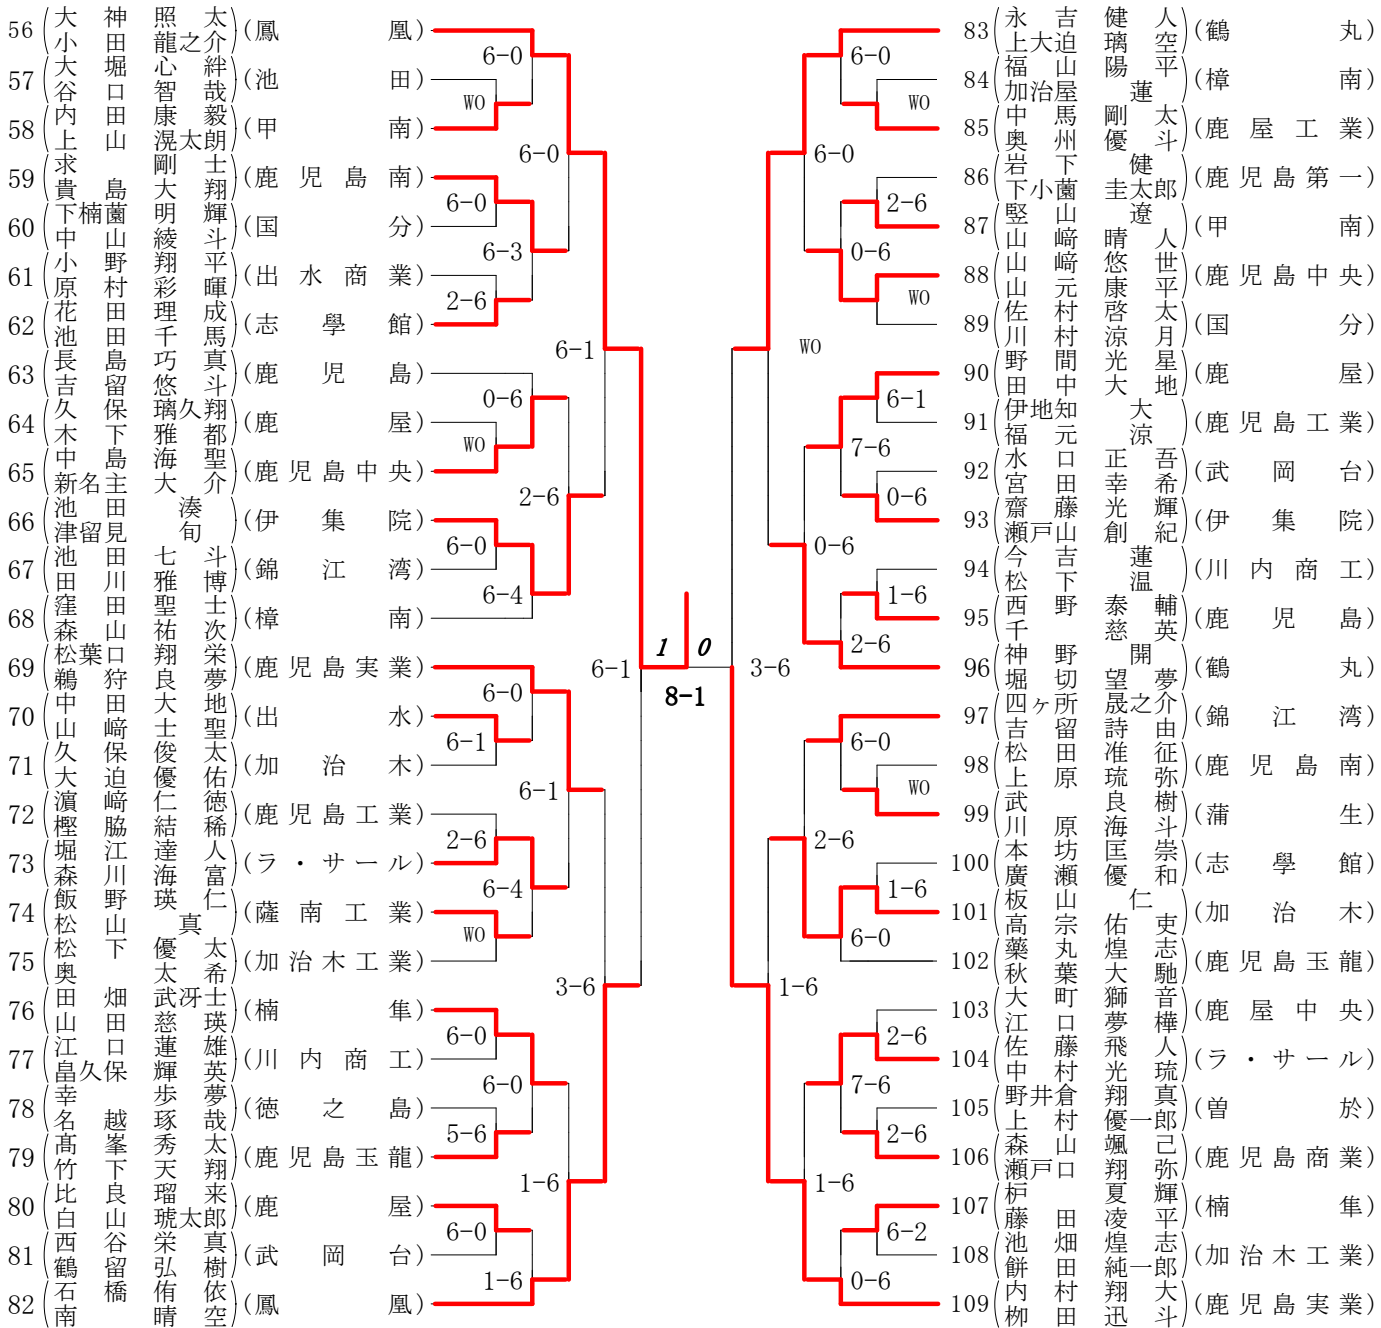 56 (大神照太 小田龍之介) (鳳凰)
57 (大堀心絆 谷口智哉) (池田)
58 (内田康毅 上山滉太朗) (甲南)
59 (求剛士 貴島大翔) (鹿児島南)
60 (下楠薗明輝 中山綾斗) (国分)
61 (小野翔平 原村彩暉) (出水商業)
62 (花田理成 池田千馬) (志學館)
63 (長島巧真 吉留悠斗) (鹿児島)
64 (久保璃久翔 木下雅都) (鹿屋)
65 (中島海聖 新名主大介) (鹿児島中央)
66 (池田湊 津留見旬) (伊集院)
67 (池田七斗 田川雅博) (錦江湾)
68 (窪田聖士 森山祐次) (樟南)
69 (松葉口翔栄 鵜狩良夢) (鹿児島実業)
70 (中田大地 山﨑士聖) (出水)
71 (久保俊太 大迫優佑) (加治木)
72 (濵﨑仁徳 樫脇結稀) (鹿児島工業)
73 (堀江達人 森川海富) (ラ・サール)
74 (飯野瑛仁 松山真) (薩南工業)
75 (松下優太 奥太希) (加治木工業)
76 (田畑武冴士 山田慈瑛) (楠隼)
77 (江口蓮雄 畠久保輝英) (川内商工)
78 (幸歩夢 名越琢哉) (徳之島)
79 (髙峯秀太 竹下天翔) (鹿児島玉龍)
80 (比良瑠来 白山琥太郎) (鹿屋)
81 (西谷栄真 鶴留弘樹) (武岡台)
82 (石橋侑依 南晴空) (鳳凰)
6-0
WO
6-0
6-0
6-3
2-6
6-1
0-6
WO
2-6
6-0
6-4
6-1
6-0
6-1
6-1
2-6
6-4
WO
3-6
6-0
6-0
5-6
1-6
6-0
1-6
1 0
8-1
83 (永吉健人 上大迫璃空) (鶴丸)
84 (福山陽平 加治屋蓮) (樟南)
85 (中馬剛太 奥州優斗) (鹿屋工業)
86 (岩下健 下小薗圭太郎) (鹿児島第一)
87 (竪山遼 山﨑晴人) (甲南)
88 (山﨑悠世 山元康平) (鹿児島中央)
89 (佐村啓太 川村涼月) (国分)
90 (野間光星 田中大地) (鹿屋)
91 (伊地知大 福元涼) (鹿児島工業)
92 (水口正吾 宮田幸希) (武岡台)
93 (齋藤光輝 瀬戸山創紀) (伊集院)
94 (今吉蓮 松下温) (川内商工)
95 (西野泰輔 千慈英) (鹿児島)
96 (神野開 堀切望夢) (鶴丸)
97 (四ヶ所晟之介 吉留詩由) (錦江湾)
98 (松田准征 上原琉弥) (鹿児島南)
99 (武良樹 川原海斗) (蒲生)
100 (本坊匡崇 廣瀬優和) (志學館)
101 (板山仁 高宗佑吏) (加治木)
102 (藥丸煌志 秋葉大馳) (鹿児島玉龍)
103 (大町獅音 江口夢樺) (鹿屋中央)
104 (佐藤飛人 中村光琉) (ラ・サール)
105 (野井倉翔真 上村優一郎) (曽於)
106 (森山颯己 瀬戸口翔弥) (鹿児島商業)
107 (枦夏輝 藤田凌平) (楠隼)
108 (池畑煌志 餅田純一郎) (加治木工業)
109 (内村翔大 栁田迅斗) (鹿児島実業)
6-0
WO
6-0
2-6
0-6
WO
WO
6-1
7-6
0-6
0-6
1-6
2-6
3-6
6-0
WO
2-6
1-6
6-0
1-6
2-6
7-6
2-6
1-6
6-2
0-6